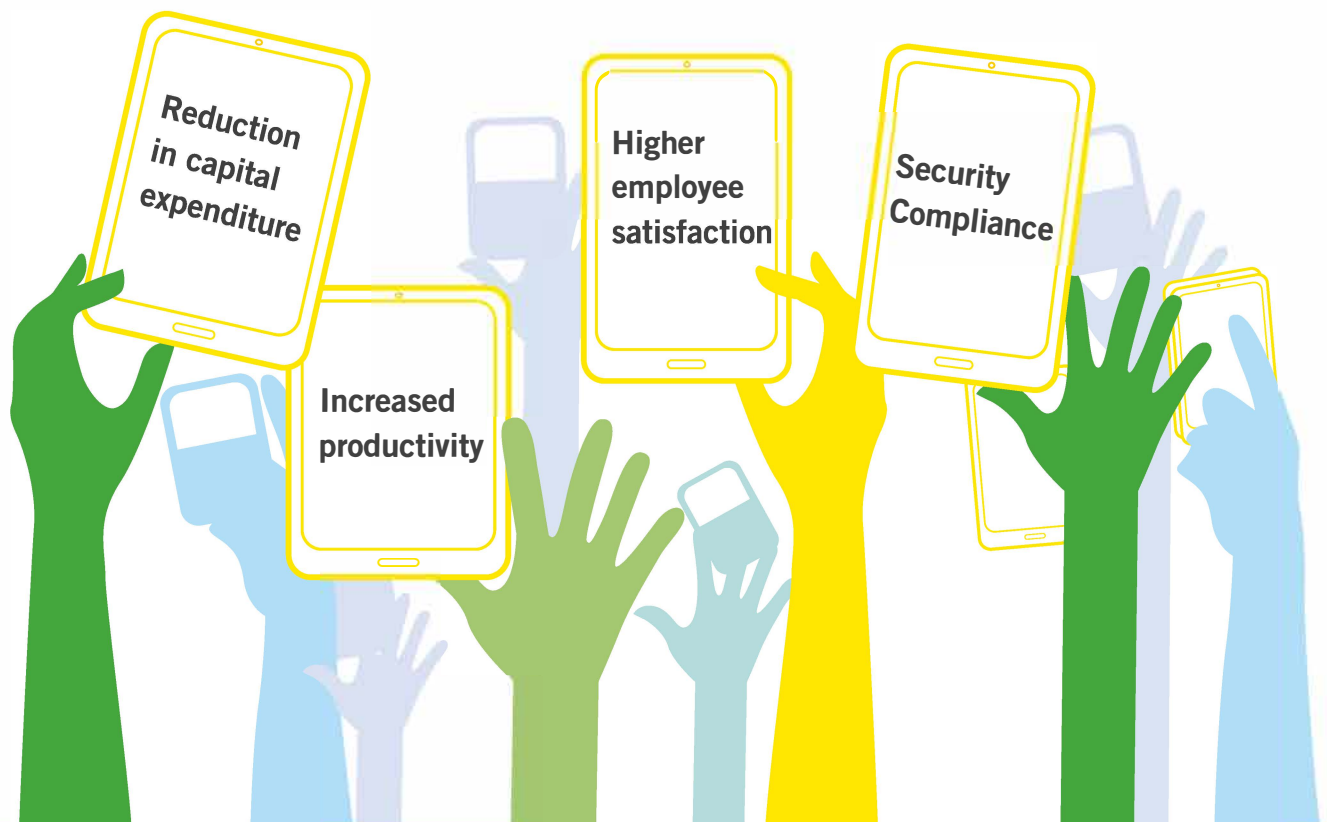 Reduction
in capital
expenditure
Increased
productivity
Higher
employee
satisfaction
Security
Compliance